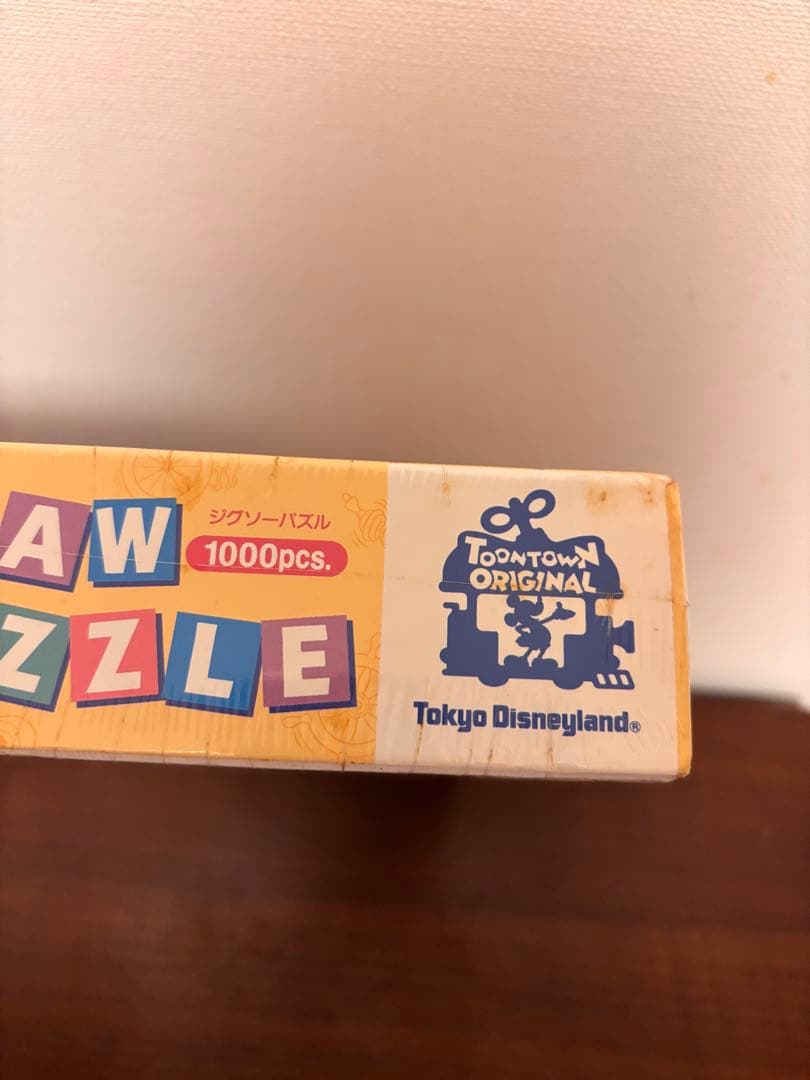 AW
ジグソーパズル
1000pcs.
ZZLE
TOONTOWN
ORIGINAL
Tokyo Disneyland®